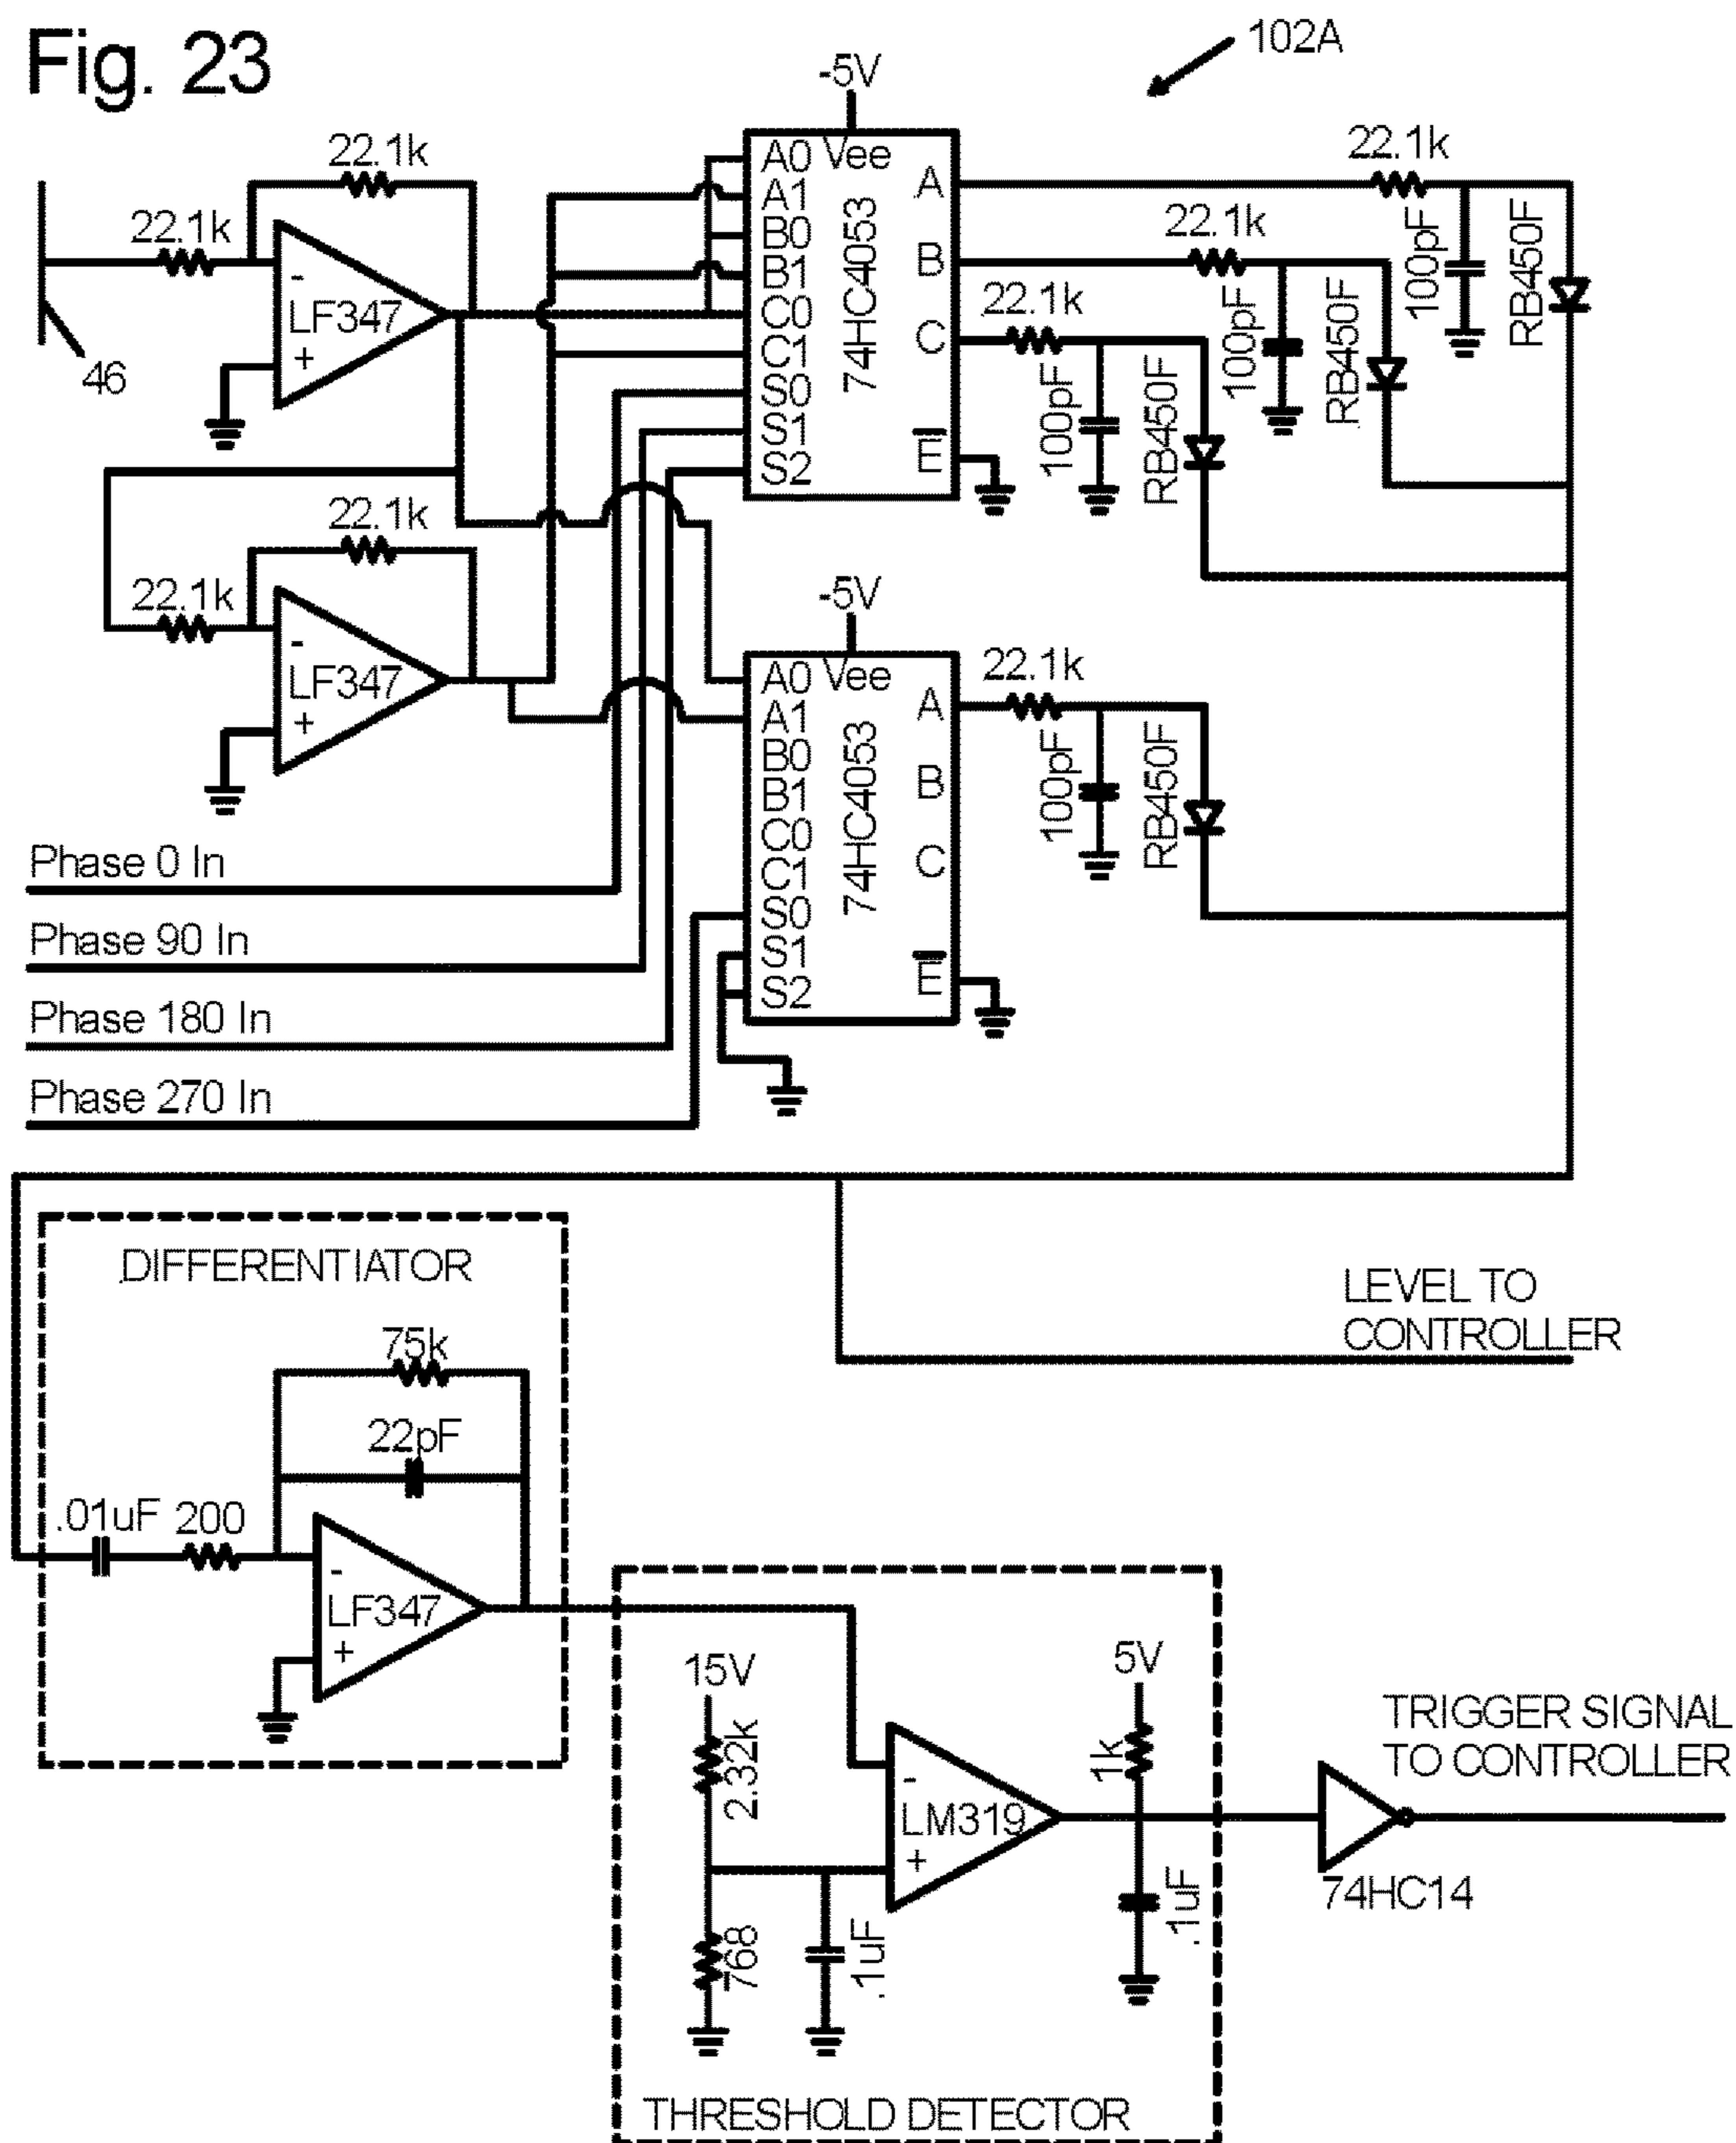 Fig. 23
102A
-5V
22.1k
22.1k
-
LF347
+
46
A0 Vee
A1
B0
B1
C0
C1
S0
S1
S2
74HC4053
A
B
C
E
22.1k
100pF
RB450F
22.1k
100pF
RB450F
22.1k
100pF
RB450F
22.1k
22.1k
-
LF347
+
-5V
A0 Vee
A1
B0
B1
C0
C1
S0
S1
S2
74HC4053
A
B
C
E
22.1k
100pF
RB450F
Phase 0 In
Phase 90 In
Phase 180 In
Phase 270 In
DIFFERENTIATOR
75k
22pF
.01uF 200
-
LF347
+
LEVEL TO
CONTROLLER
15V
2.32k
768
.1uF
-
LM319
+
5V
1k
.1uF
THRESHOLD DETECTOR
74HC14
TRIGGER SIGNAL
TO CONTROLLER